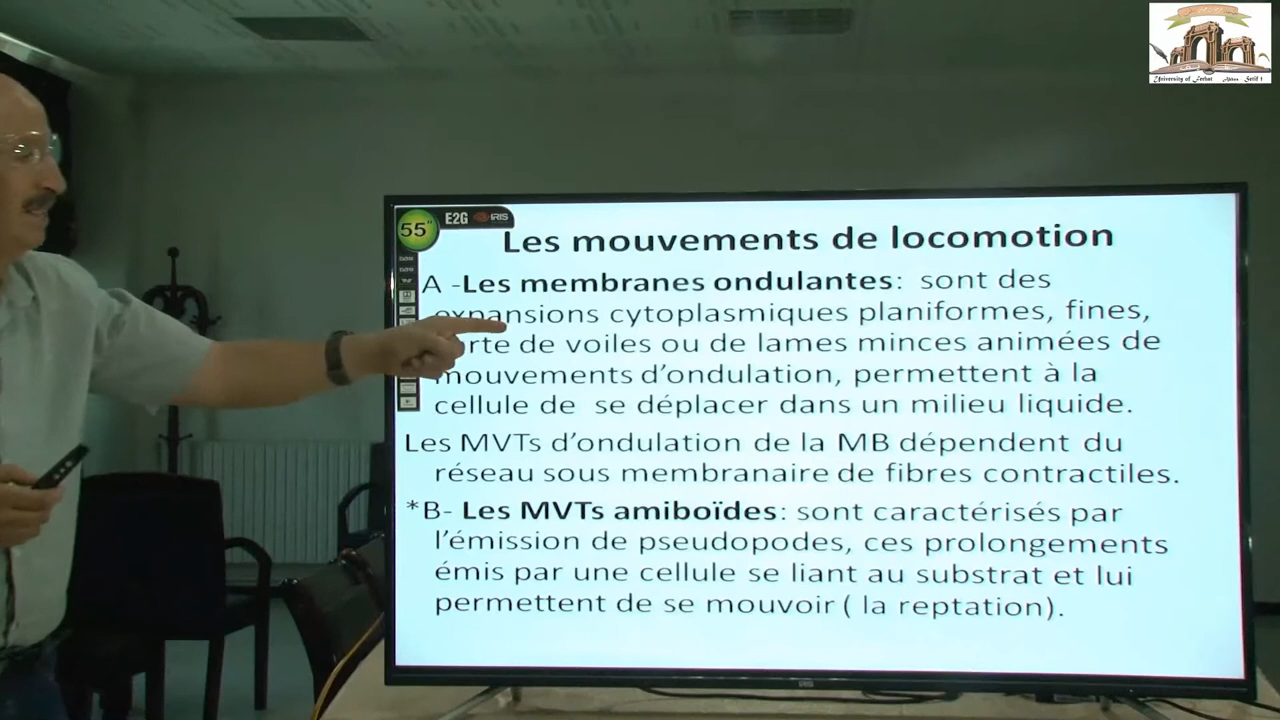 University of Ferhat Abbas Setif 1
55"
E2G IRIS
Les mouvements de locomotion
A -Les membranes ondulantes: sont des
expansions cytoplasmiques planiformes, fines,
de voiles ou de lames minces animées de
mouvements d’ondulation, permettent à la
cellule de se déplacer dans un milieu liquide.
Les MVTs d’ondulation de la MB dépendent du
réseau sous membranaire de fibres contractiles.
*B- Les MVTs amiboïdes: sont caractérisés par
l’émission de pseudopodes, ces prolongements
émis par une cellule se liant au substrat et lui
permettent de se mouvoir ( la reptation).
IRIS